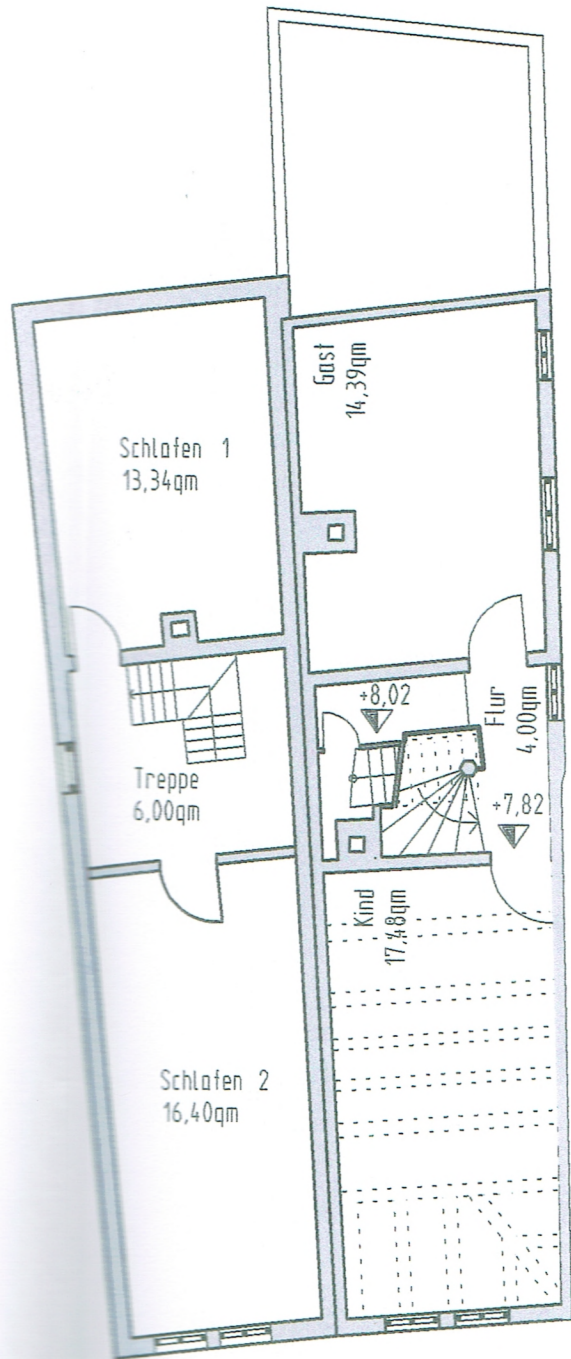 Gast
14,39qm
Schlafen 1
13,34qm
+8,02
Flur
4,00qm
Treppe
6,00qm
+7,82
Kind
17,48qm
Schlafen 2
16,40qm